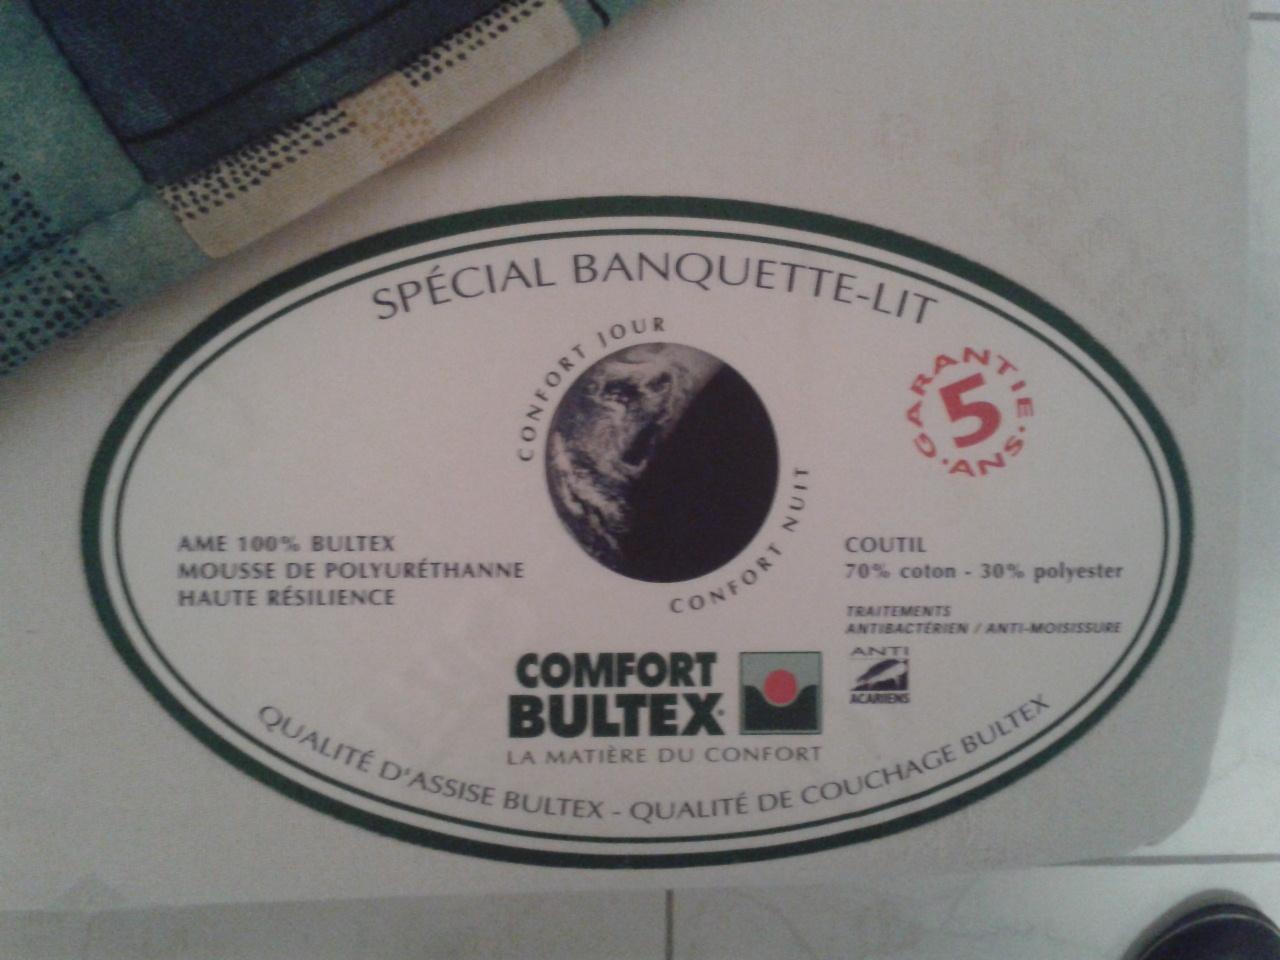 SPÉCIAL BANQUETTE-LIT
CONFORT JOUR
GARANTIE
5
.ANS.
CONFORT NUIT
AME 100% BULTEX
MOUSSE DE POLYURÉTHANNE
HAUTE RÉSILIENCE
COUTIL
70% coton - 30% polyester
TRAITEMENTS
ANTIBACTÉRIEN / ANTI-MOISISSURE
ANTI
ACARIENS
COMFORT
BULTEX
LA MATIÈRE DU CONFORT
QUALITÉ D'ASSISE BULTEX - QUALITÉ DE COUCHAGE BULTEX